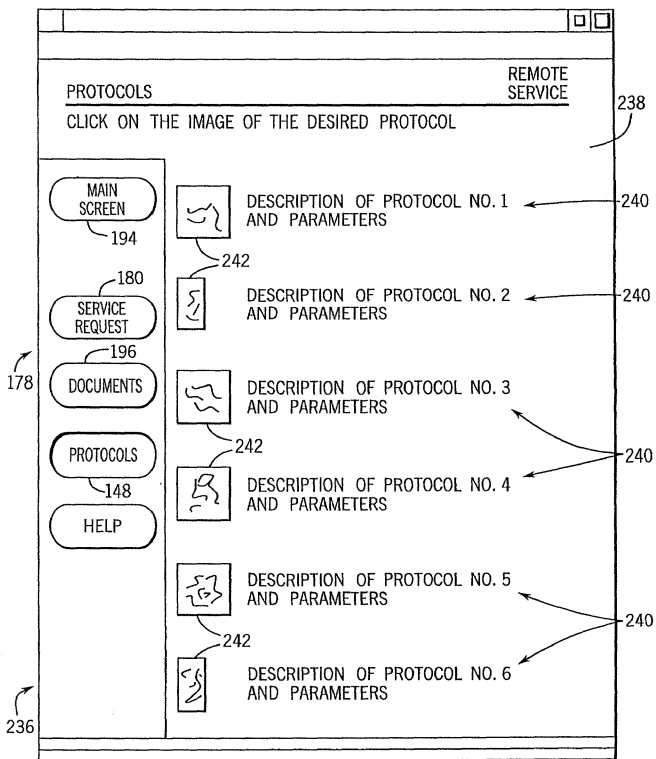 REMOTE
PROTOCOLS SERVICE
238
CLICK ON THE IMAGE OF THE DESIRED PROTOCOL
MAIN
SCREEN
194
DESCRIPTION OF PROTOCOL NO. 1
AND PARAMETERS
240
242
180
SERVICE
REQUEST
DESCRIPTION OF PROTOCOL NO. 2
AND PARAMETERS
240
196
178
DOCUMENTS
DESCRIPTION OF PROTOCOL NO. 3
AND PARAMETERS
242
240
PROTOCOLS
148
DESCRIPTION OF PROTOCOL NO. 4
AND PARAMETERS
HELP
DESCRIPTION OF PROTOCOL NO. 5
AND PARAMETERS
240
242
DESCRIPTION OF PROTOCOL NO. 6
AND PARAMETERS
236